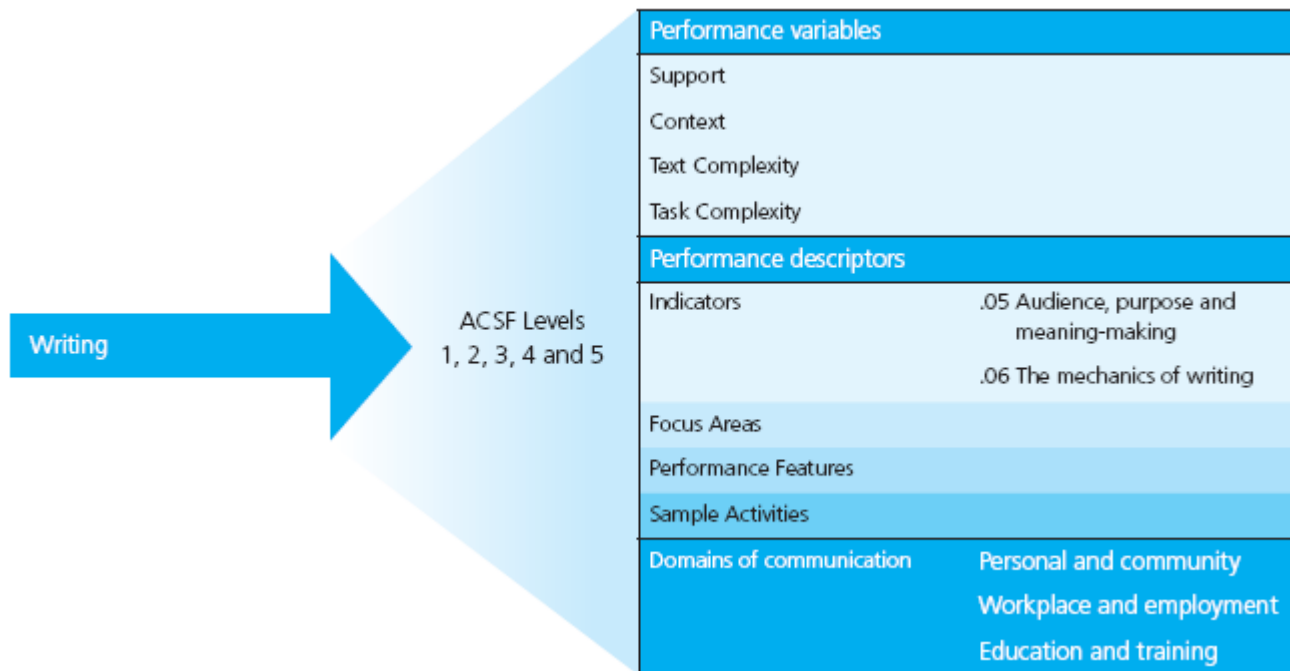 Writing
ACSF Levels
1, 2, 3, 4 and 5
Performance variables
Support
Context
Text Complexity
Task Complexity
Performance descriptors
Indicators
.05 Audience, purpose and
meaning-making
.06 The mechanics of writing
Focus Areas
Performance Features
Sample Activities
Domains of communication
Personal and community
Workplace and employment
Education and training